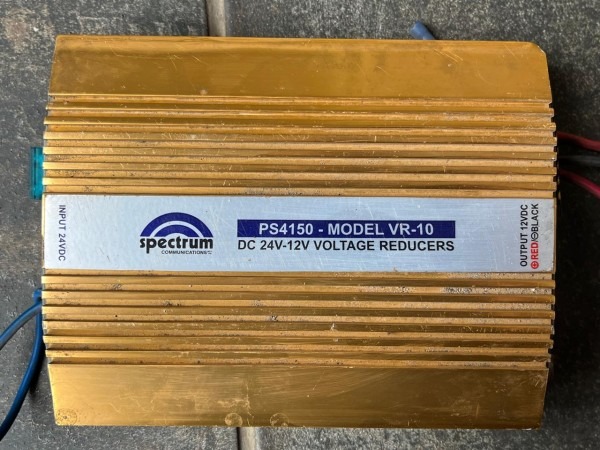 INPUT 24VDC
spectrum
COMMUNICATIONS
PS4150 - MODEL VR-10
DC 24V-12V VOLTAGE REDUCERS
OUTPUT 12VDC
⊕RED/⊖BLACK